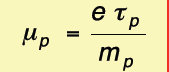 μₚ = e τₚ / mₚ